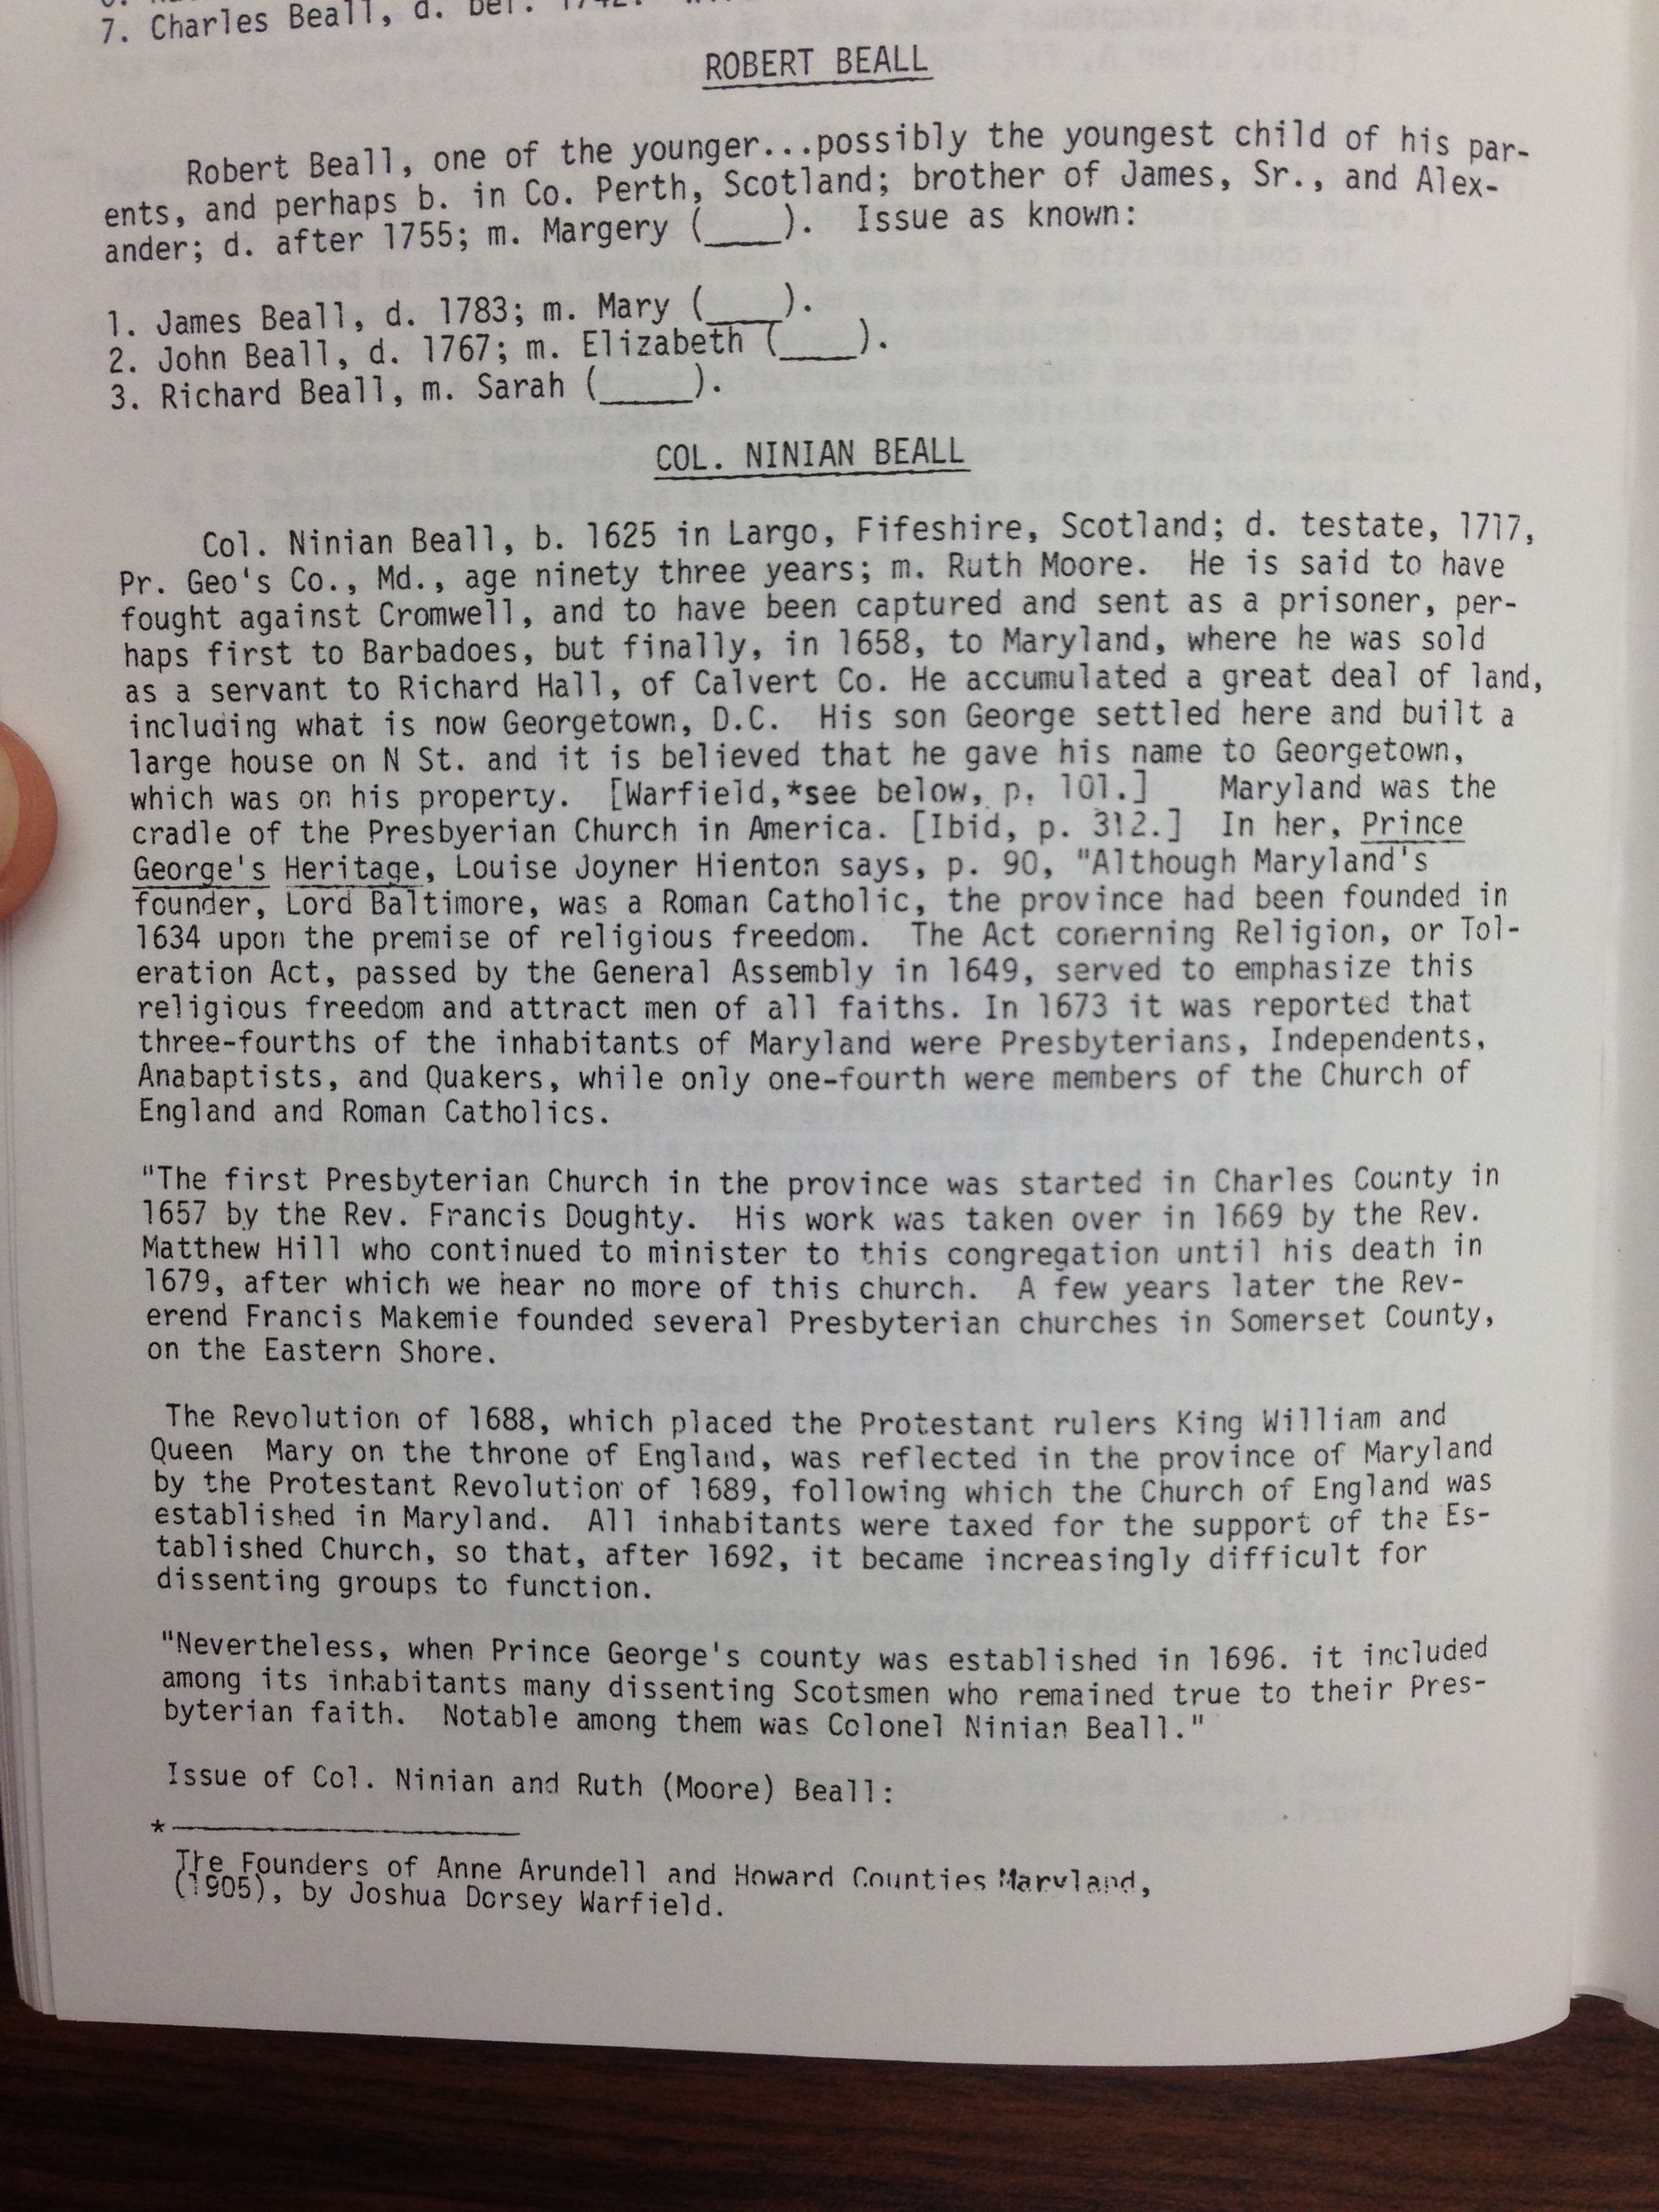 7. Charles Beall, d. bef. 1742.
ROBERT BEALL
Robert Beall, one of the younger...possibly the youngest child of his par-
ents, and perhaps b. in Co. Perth, Scotland; brother of James, Sr., and Alex-
ander; d. after 1755; m. Margery (____). Issue as known:
1. James Beall, d. 1783; m. Mary (____).
2. John Beall, d. 1767; m. Elizabeth (____).
3. Richard Beall, m. Sarah (_____).
COL. NINIAN BEALL
Col. Ninian Beall, b. 1625 in Largo, Fifeshire, Scotland; d. testate, 1717,
Pr. Geo's Co., Md., age ninety three years; m. Ruth Moore. He is said to have
fought against Cromwell, and to have been captured and sent as a prisoner, per-
haps first to Barbadoes, but finally, in 1658, to Maryland, where he was sold
as a servant to Richard Hall, of Calvert Co. He accumulated a great deal of land,
including what is now Georgetown, D.C. His son George settled here and built a
large house on N St. and it is believed that he gave his name to Georgetown,
which was on his property. [Warfield,*see below, p. 101.] Maryland was the
cradle of the Presbyerian Church in America. [Ibid, p. 312.] In her, Prince
George's Heritage, Louise Joyner Hienton says, p. 90, "Although Maryland's
founder, Lord Baltimore, was a Roman Catholic, the province had been founded in
1634 upon the premise of religious freedom. The Act conerning Religion, or Tol-
eration Act, passed by the General Assembly in 1649, served to emphasize this
religious freedom and attract men of all faiths. In 1673 it was reported that
three-fourths of the inhabitants of Maryland were Presbyterians, Independents,
Anabaptists, and Quakers, while only one-fourth were members of the Church of
England and Roman Catholics.
"The first Presbyterian Church in the province was started in Charles County in
1657 by the Rev. Francis Doughty. His work was taken over in 1669 by the Rev.
Matthew Hill who continued to minister to this congregation until his death in
1679, after which we hear no more of this church. A few years later the Rev-
erend Francis Makemie founded several Presbyterian churches in Somerset County,
on the Eastern Shore.
The Revolution of 1688, which placed the Protestant rulers King William and
Queen Mary on the throne of England, was reflected in the province of Maryland
by the Protestant Revolution of 1689, following which the Church of England was
established in Maryland. All inhabitants were taxed for the support of the Es-
tablished Church, so that, after 1692, it became increasingly difficult for
dissenting groups to function.
"Nevertheless, when Prince George's county was established in 1696. it included
among its inhabitants many dissenting Scotsmen who remained true to their Pres-
byterian faith. Notable among them was Colonel Ninian Beall."
Issue of Col. Ninian and Ruth (Moore) Beall:
*
The Founders of Anne Arundell and Howard Counties Maryland,
(1905), by Joshua Dorsey Warfield.